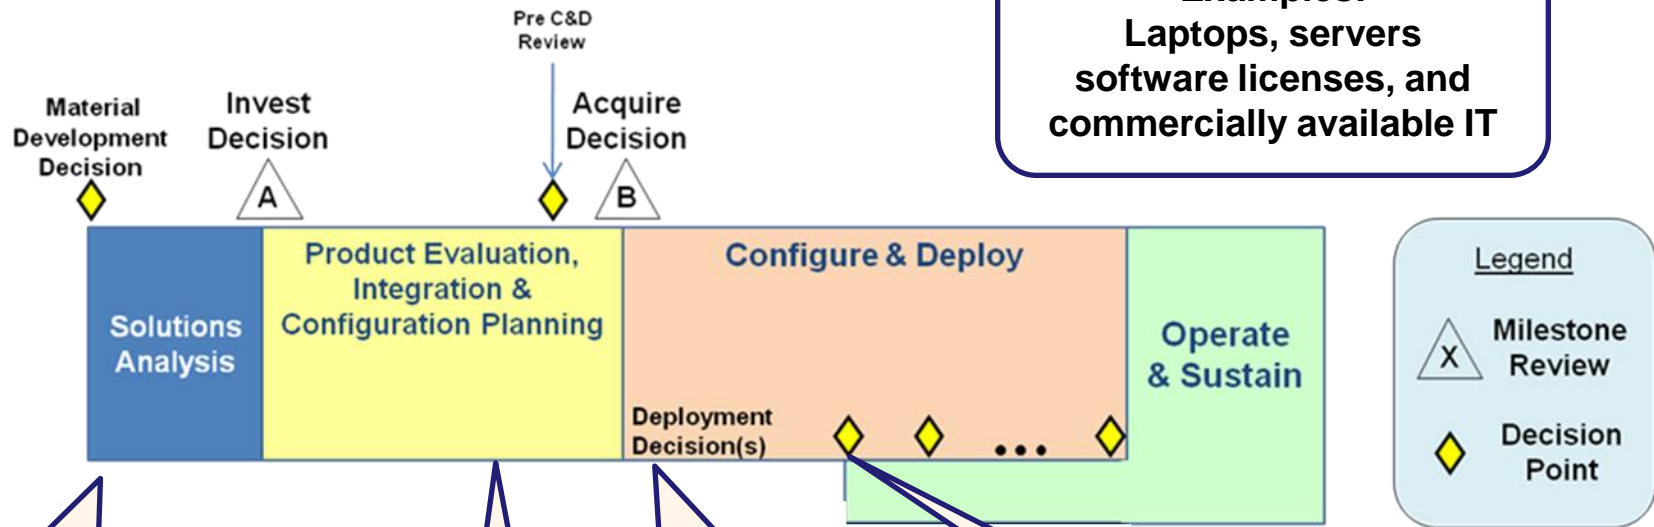 Pre C&D
Review
Laptops, servers
software licenses, and
commercially available IT
Material
Development
Decision
Invest
Decision
Acquire
Decision
A
B
Solutions
Analysis
Product Evaluation,
Integration &
Configuration Planning
Configure & Deploy
Deployment
Decision(s)
...
Operate
& Sustain
Legend
X
Milestone
Review
Decision
Point